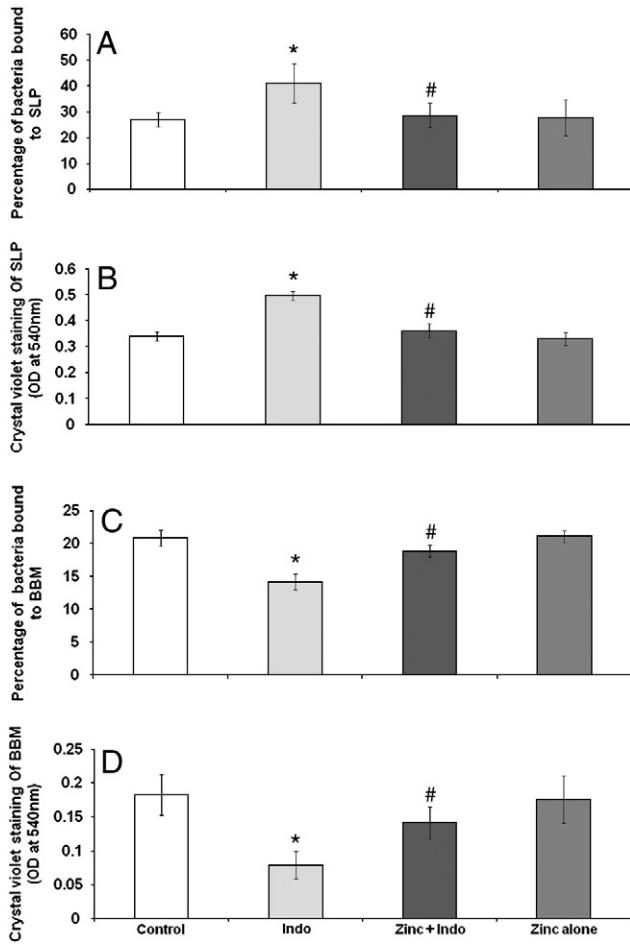 A
Percentage of bacteria bound
to SLP
60
50
40
30
20
10
0
*
#
B
Crystal violet staining Of SLP
(OD at 540nm)
0.6
0.5
0.4
0.3
0.2
0.1
0
*
#
C
Percentage of bacteria bound
to BBM
25
20
15
10
5
0
*
#
D
Crystal violet staining Of BBM
(OD at 540nm)
0.25
0.2
0.15
0.1
0.05
0
*
#
Control Indo Zinc + Indo Zinc alone